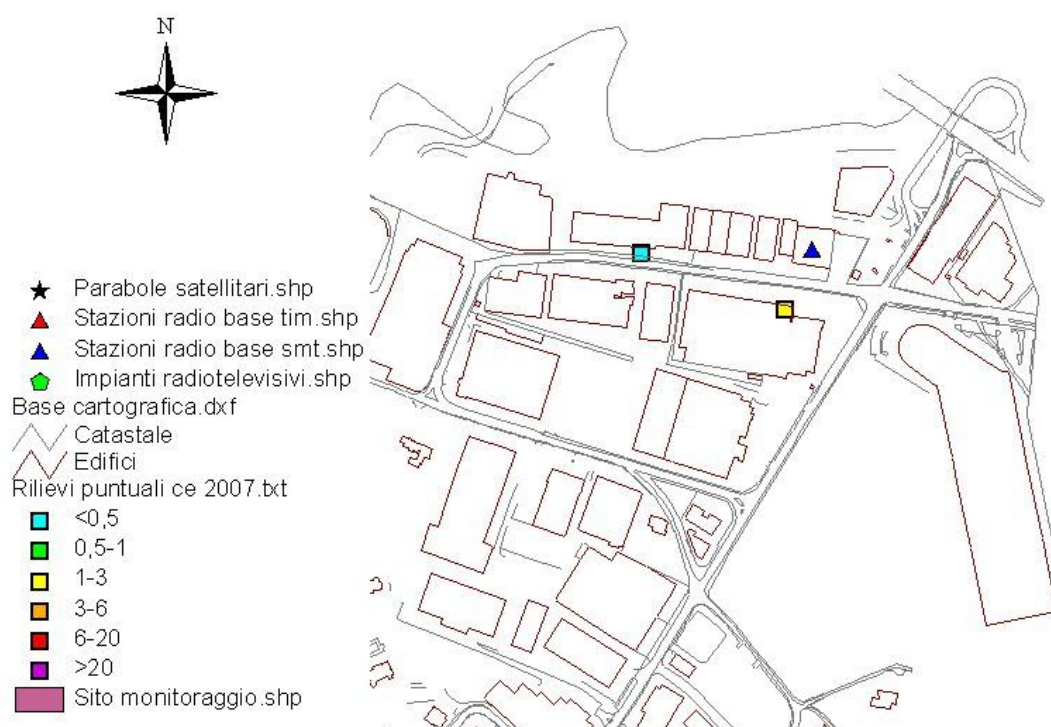 N
Parabole satellitari.shp
Stazioni radio base tim.shp
Stazioni radio base smt.shp
Impianti radiotelevisivi.shp
Base cartografica.dxf
Catastale
Edifici
Rilievi puntuali ce 2007.txt
<0,5
0,5-1
1-3
3-6
6-20
>20
Sito monitoraggio.shp